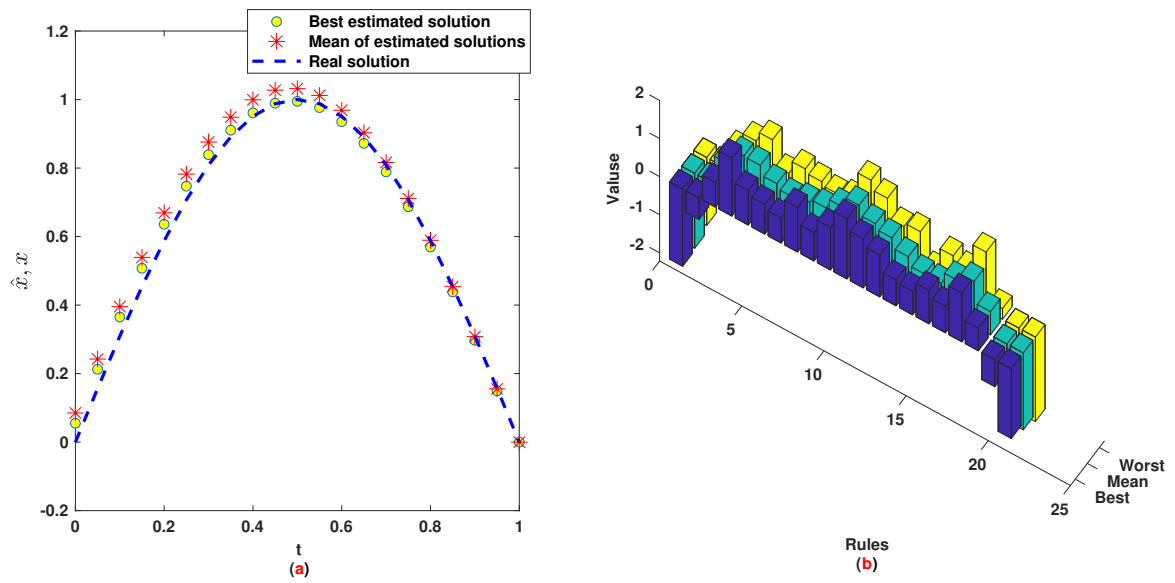 1.2
1
0.8
0.6
0.4
0.2
0
-0.2
x̂, x
0 0.2 0.4 0.6 0.8 1
t
(a)
Best estimated solution
Mean of estimated solutions
Real solution
2
1
0
-1
-2
Valuse
0
5
10
15
20
25
Worst
Mean
Best
Rules
(b)